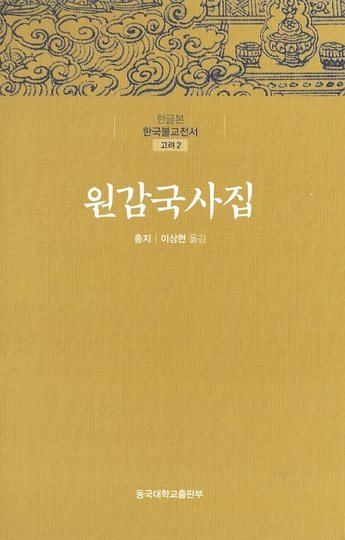 한글본
한국불교전서
고려 2
원감국사집
충지 | 이상현 옮김
동국대학교출판부